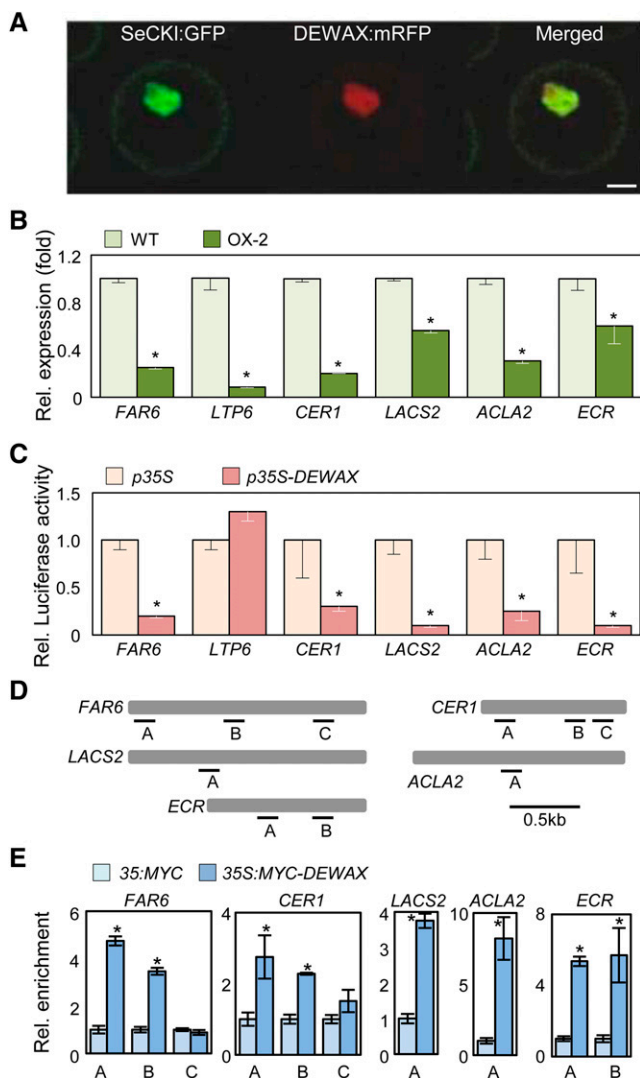 A
SeCKI:GFP DEWAX:mRFP Merged
B
WT OX-2
Rel. expression (fold)
1.2
0.8
0.4
0
* * * * * *
FAR6 LTP6 CER1 LACS2 ACLA2 ECR
C
p35S p35S-DEWAX
Rel. Luciferase activity
1.5
1.0
0.5
0
* * * * *
FAR6 LTP6 CER1 LACS2 ACLA2 ECR
D
FAR6 CER1
A B C A B C
LACS2 ACLA2
A A
ECR 0.5kb
A B
E
35:MYC 35S:MYC-DEWAX
FAR6 CER1 LACS2 ACLA2 ECR
Rel. enrichment
6 4 4 10 8
4 2 3 5 4
2 0 2 0 0
0 1
0
* * * * * * * *
A B C A B C A A A B